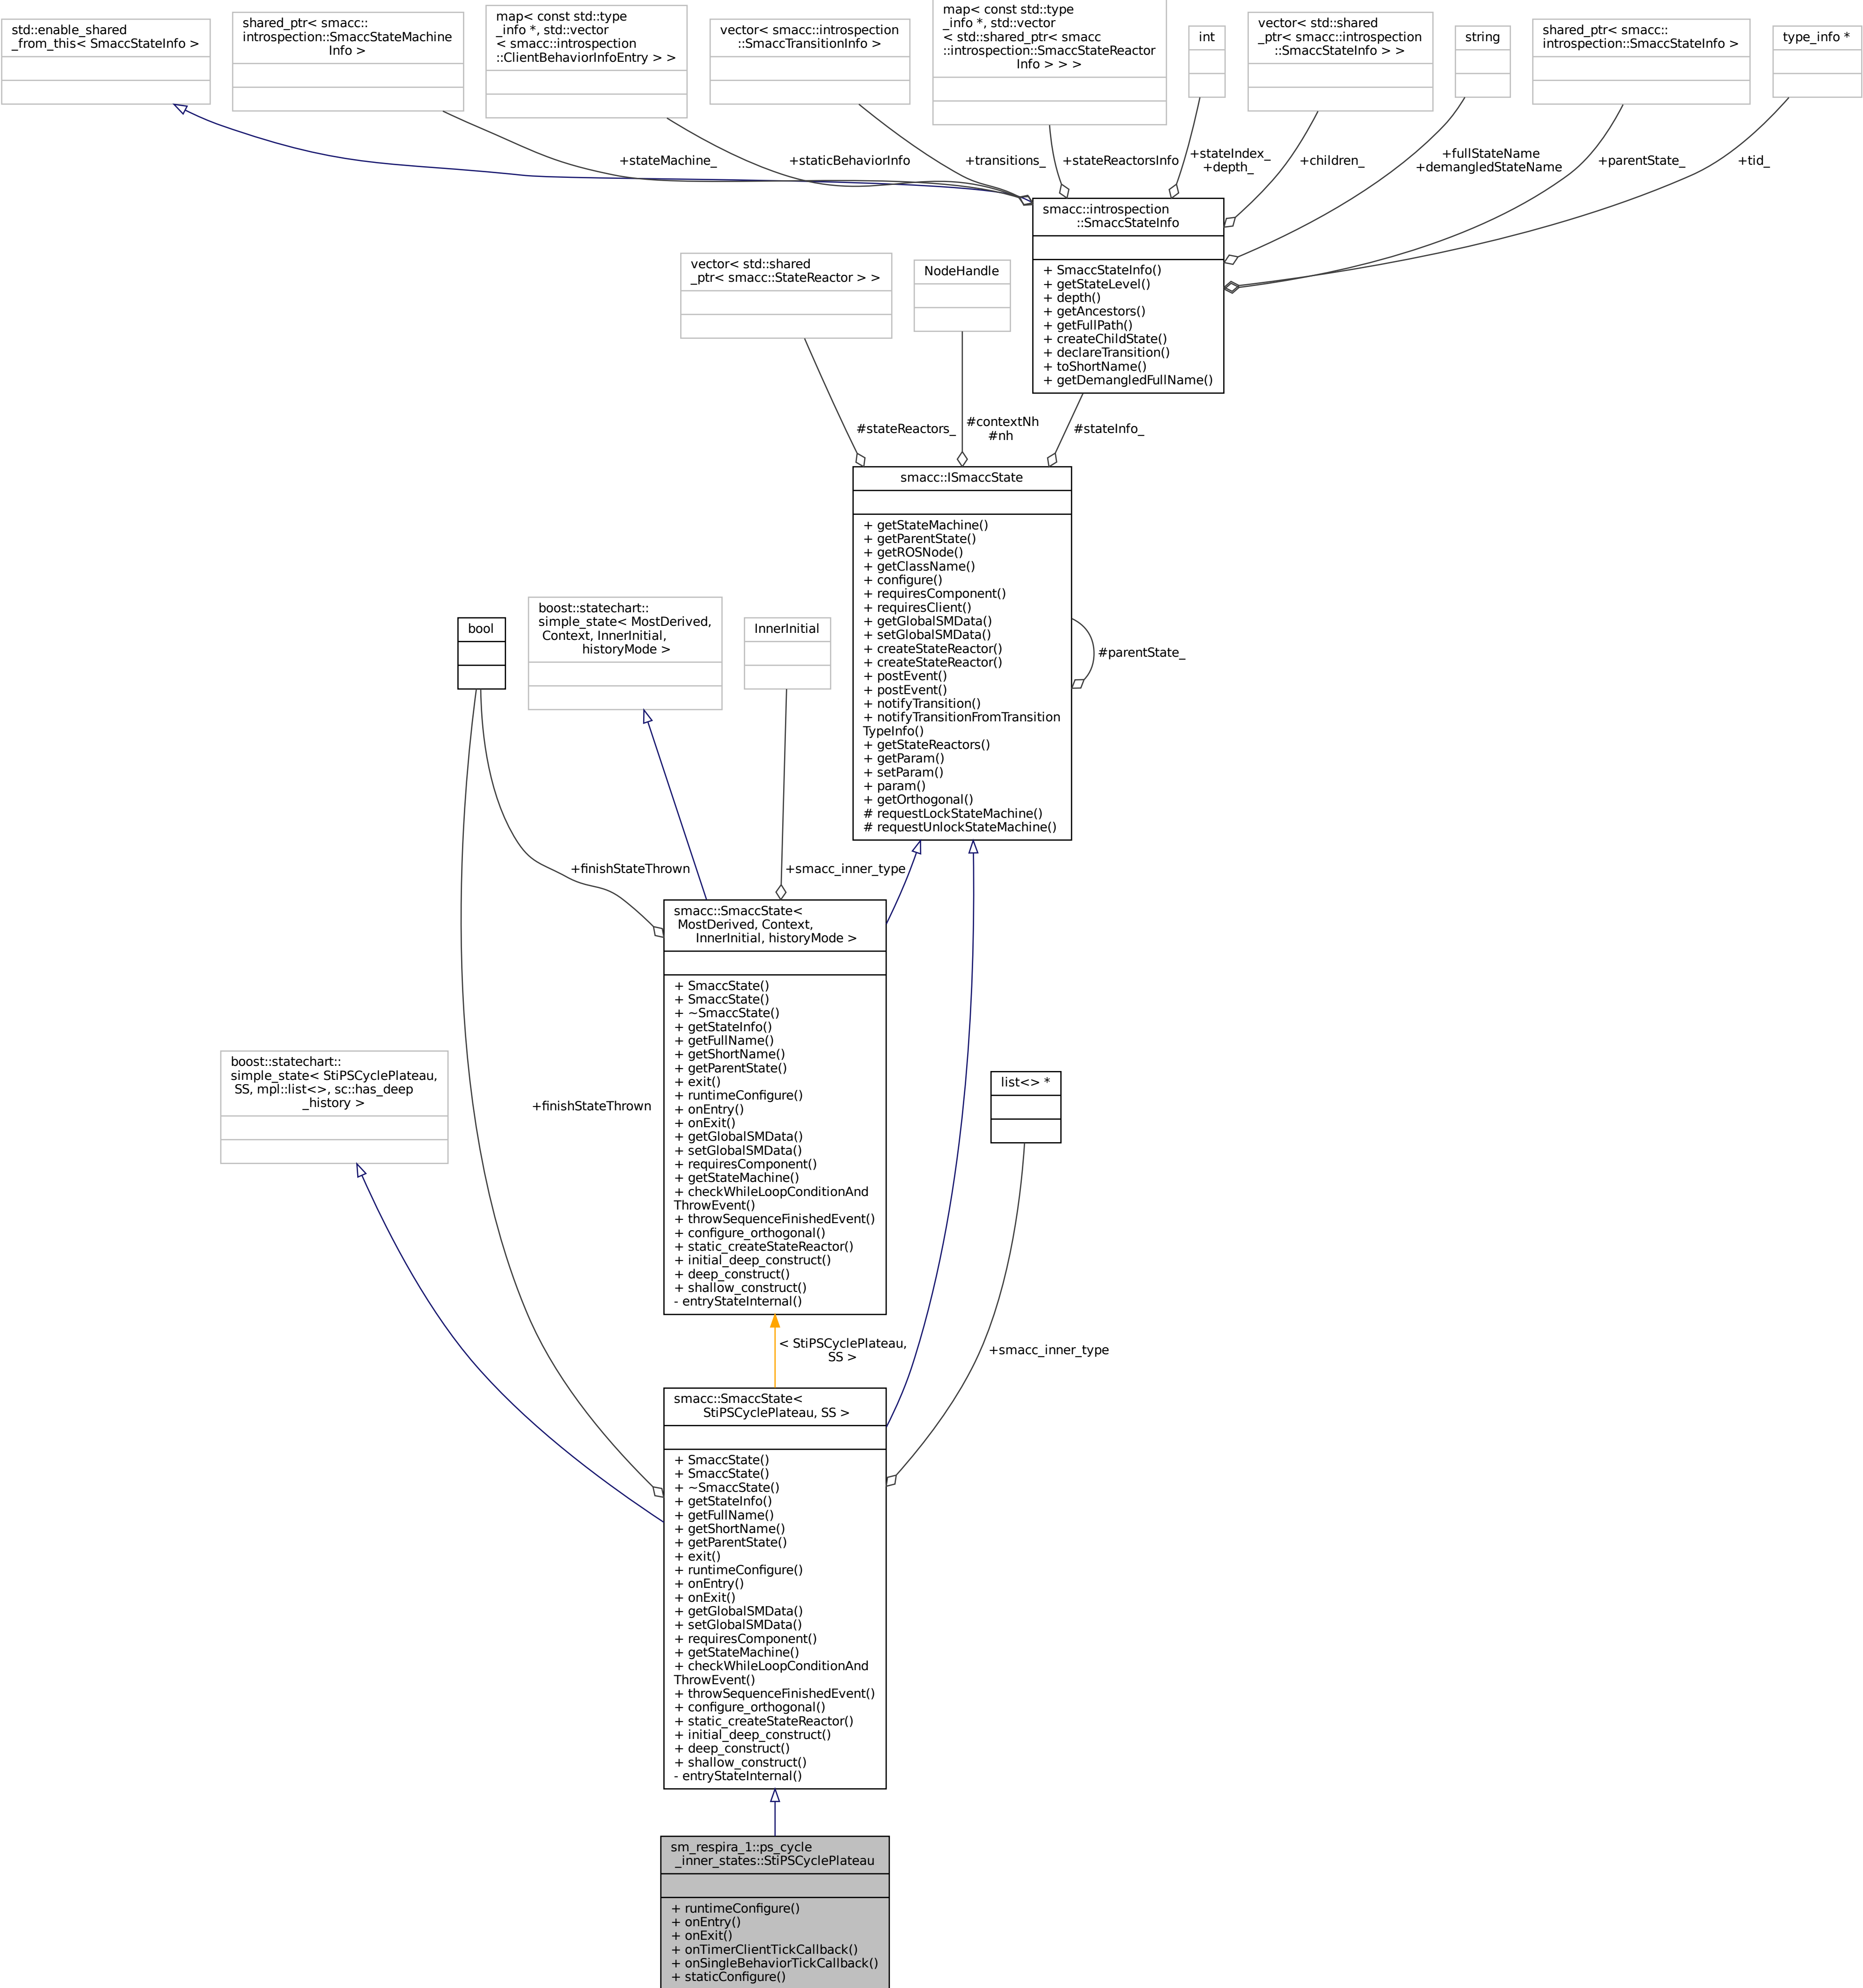 std::enable_shared
_from_this< SmaccStateInfo >
shared_ptr< smacc::
introspection::SmaccStateMachine
Info >
map< const std::type
_info *, std::vector
< smacc::introspection
::ClientBehaviorInfoEntry > >
vector< smacc::introspection
::SmaccTransitionInfo >
map< const std::type
_info *, std::vector
< std::shared_ptr< smacc
::introspection::SmaccStateReactor
Info > > >
int
vector< std::shared
_ptr< smacc::introspection
::SmaccStateInfo > >
string
shared_ptr< smacc::
introspection::SmaccStateInfo >
type_info *
+stateMachine_
+staticBehaviorInfo
+transitions_
+stateReactorsInfo
+stateIndex_
+depth_
+children_
+fullStateName
+demangledStateName
+parentState_
+tid_
smacc::introspection
::SmaccStateInfo
+ SmaccStateInfo()
+ getStateLevel()
+ depth()
+ getAncestors()
+ getFullPath()
+ createChildState()
+ declareTransition()
+ toShortName()
+ getDemangledFullName()
vector< std::shared
_ptr< smacc::StateReactor > >
NodeHandle
#stateReactors_
#contextNh
#nh
#stateInfo_
smacc::ISmaccState
+ getStateMachine()
+ getParentState()
+ getROSNode()
+ getClassName()
+ configure()
+ requiresComponent()
+ requiresClient()
+ getGlobalSMData()
+ setGlobalSMData()
+ createStateReactor()
+ createStateReactor()
+ postEvent()
+ postEvent()
+ notifyTransition()
+ notifyTransitionFromTransition
TypeInfo()
+ getStateReactors()
+ getParam()
+ setParam()
+ param()
+ getOrthogonal()
# requestLockStateMachine()
# requestUnlockStateMachine()
#parentState_
bool
boost::statechart::
simple_state< MostDerived,
Context, InnerInitial,
historyMode >
InnerInitial
+finishStateThrown
+smacc_inner_type
smacc::SmaccState<
MostDerived, Context,
InnerInitial, historyMode >
+ SmaccState()
+ SmaccState()
+ ~SmaccState()
+ getStateInfo()
+ getFullName()
+ getShortName()
+ getParentState()
+ exit()
+ runtimeConfigure()
+ onEntry()
+ onExit()
+ getGlobalSMData()
+ setGlobalSMData()
+ requiresComponent()
+ getStateMachine()
+ checkWhileLoopConditionAnd
ThrowEvent()
+ throwSequenceFinishedEvent()
+ configure_orthogonal()
+ static_createStateReactor()
+ initial_deep_construct()
+ deep_construct()
+ shallow_construct()
- entryStateInternal()
boost::statechart::
simple_state< StiPSCyclePlateau,
SS, mpl::list<>, sc::has_deep
_history >
+finishStateThrown
list<> *
< StiPSCyclePlateau,
SS >
+smacc_inner_type
smacc::SmaccState<
StiPSCyclePlateau, SS >
+ SmaccState()
+ SmaccState()
+ ~SmaccState()
+ getStateInfo()
+ getFullName()
+ getShortName()
+ getParentState()
+ exit()
+ runtimeConfigure()
+ onEntry()
+ onExit()
+ getGlobalSMData()
+ setGlobalSMData()
+ requiresComponent()
+ getStateMachine()
+ checkWhileLoopConditionAnd
ThrowEvent()
+ throwSequenceFinishedEvent()
+ configure_orthogonal()
+ static_createStateReactor()
+ initial_deep_construct()
+ deep_construct()
+ shallow_construct()
- entryStateInternal()
sm_respira_1::ps_cycle
_inner_states::StiPSCyclePlateau
+ runtimeConfigure()
+ onEntry()
+ onExit()
+ onTimerClientTickCallback()
+ onSingleBehaviorTickCallback()
+ staticConfigure()